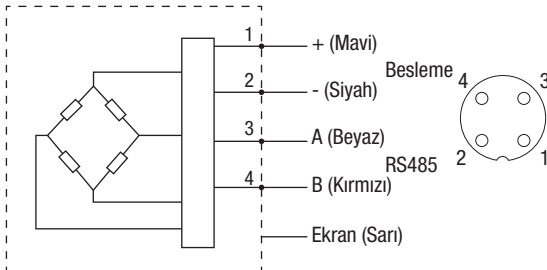 1 + (Mavi)
Besleme
2 - (Siyah)
3 A (Beyaz)
RS485
4 B (Kırmızı)
Ekran (Sarı)
4 3
2 1